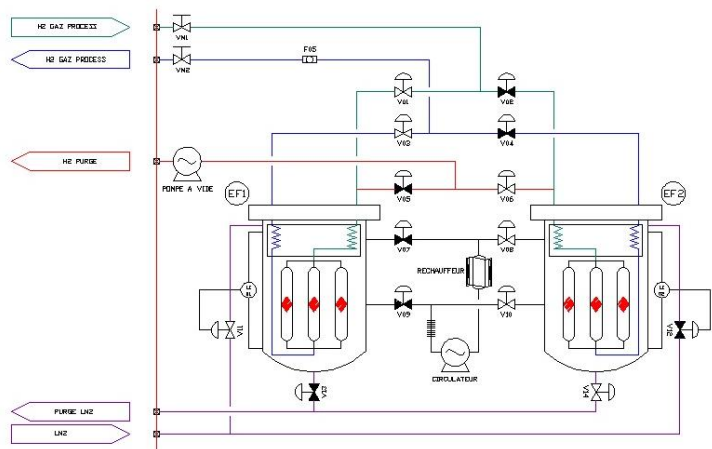 H2 GAZ PROCESS
VN1
H2 GAZ PROCESS
VN2
F05
V01
V02
V03
V04
H2 PURGE
POMPE A VIDE
EF1
V05
V06
EF2
V07
V08
RECHAUFFEUR
V09
V10
V11
V12
CIRCULATEUR
V13
V14
PURGE LN2
LN2